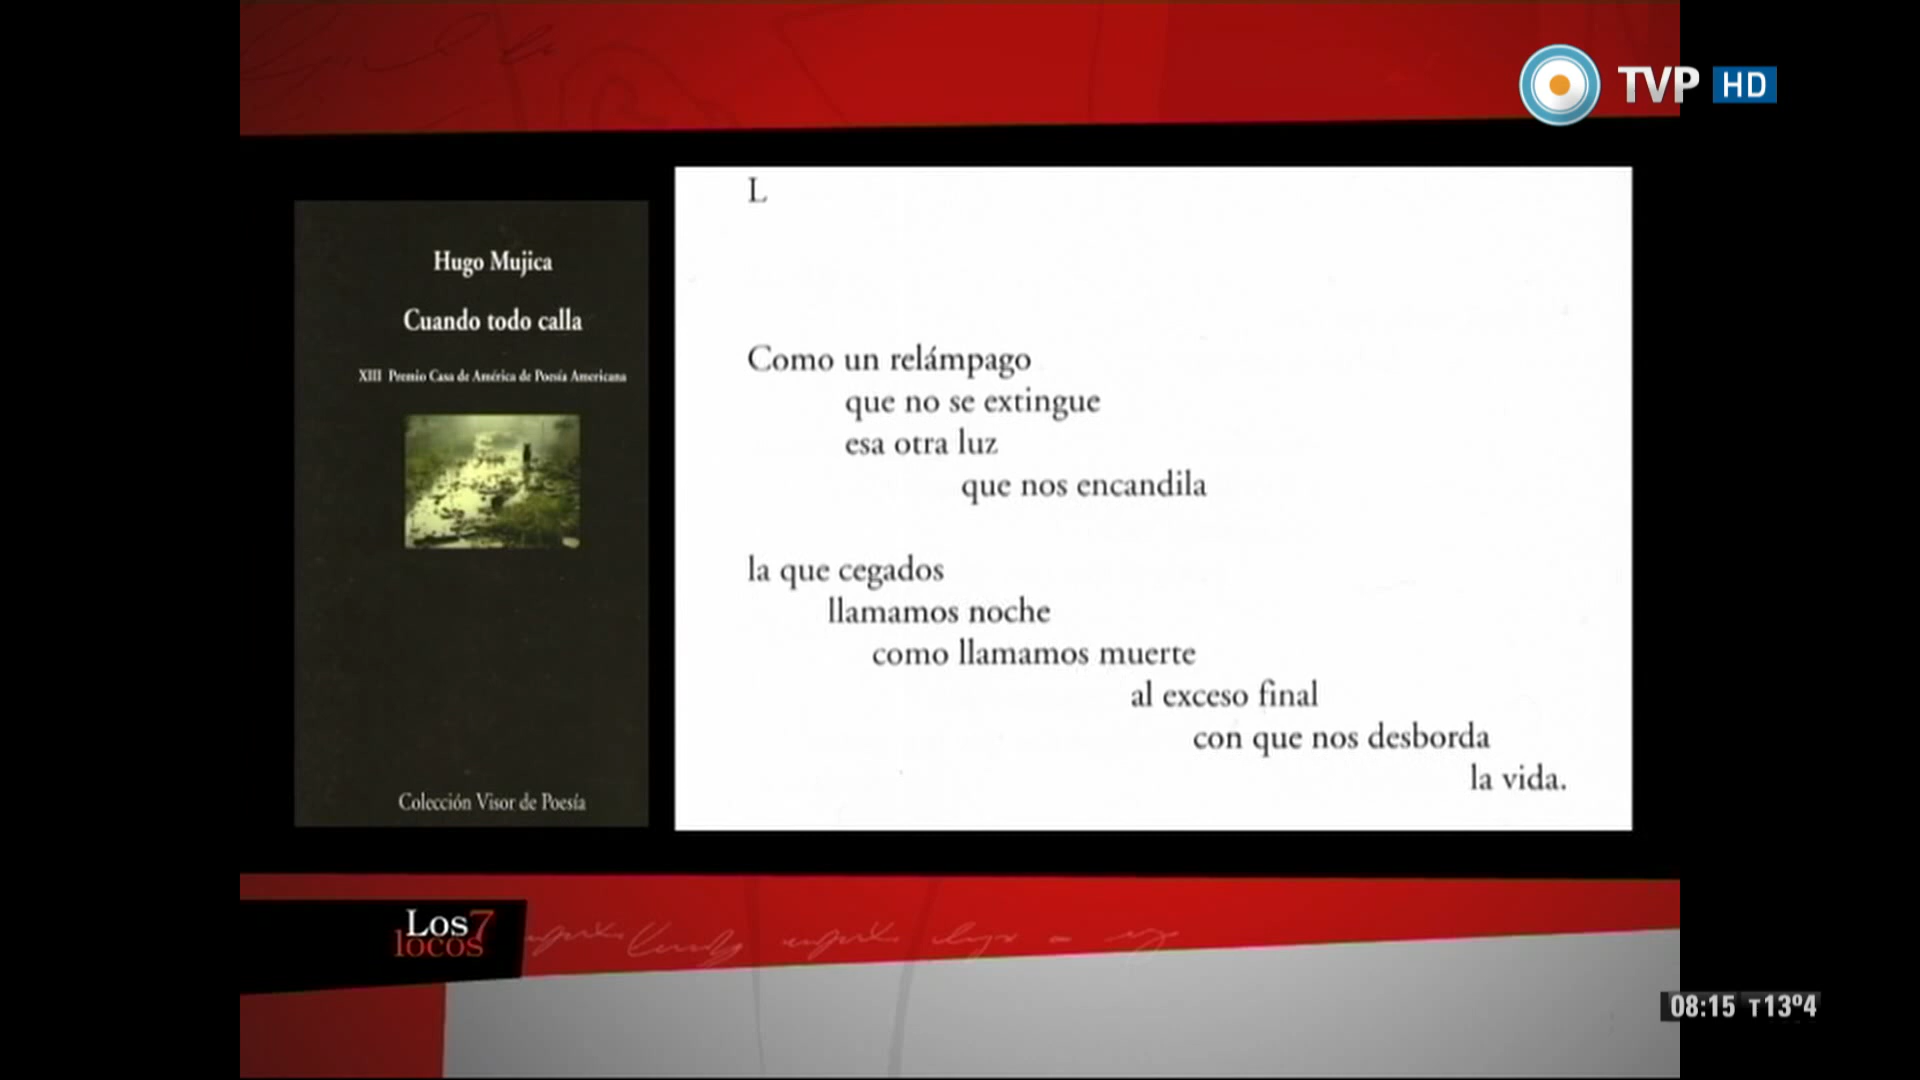 TVP HD
Hugo Mujica
Cuando todo calla
XIII Premio Casa de América de Poesía Americana
Colección Visor de Poesía
L
Como un relámpago
que no se extingue
esa otra luz
que nos encandila
la que cegados
llamamos noche
como llamamos muerte
al exceso final
con que nos desborda
la vida.
Los 7
locos
08:15 T13º4